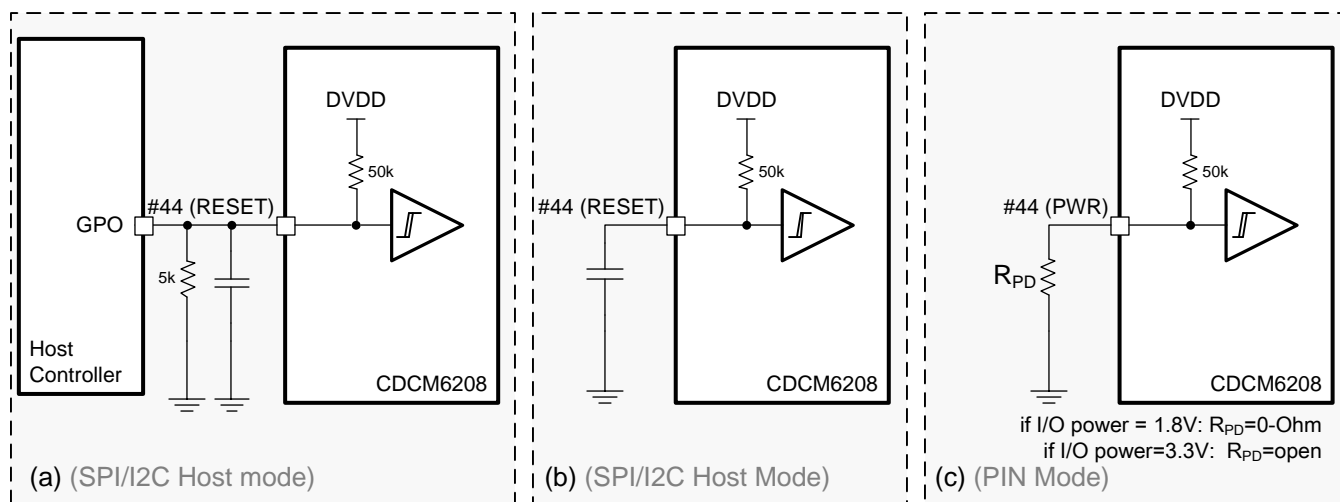 DVDD
50k
#44 (RESET)
GPO
5k
Host
Controller
CDCM6208
(a) (SPI/I2C Host mode)
DVDD
50k
#44 (RESET)
CDCM6208
(b) (SPI/I2C Host Mode)
DVDD
50k
#44 (PWR)
RPD
CDCM6208
if I/O power = 1.8V: RPD=0-Ohm
if I/O power=3.3V: RPD=open
(c) (PIN Mode)